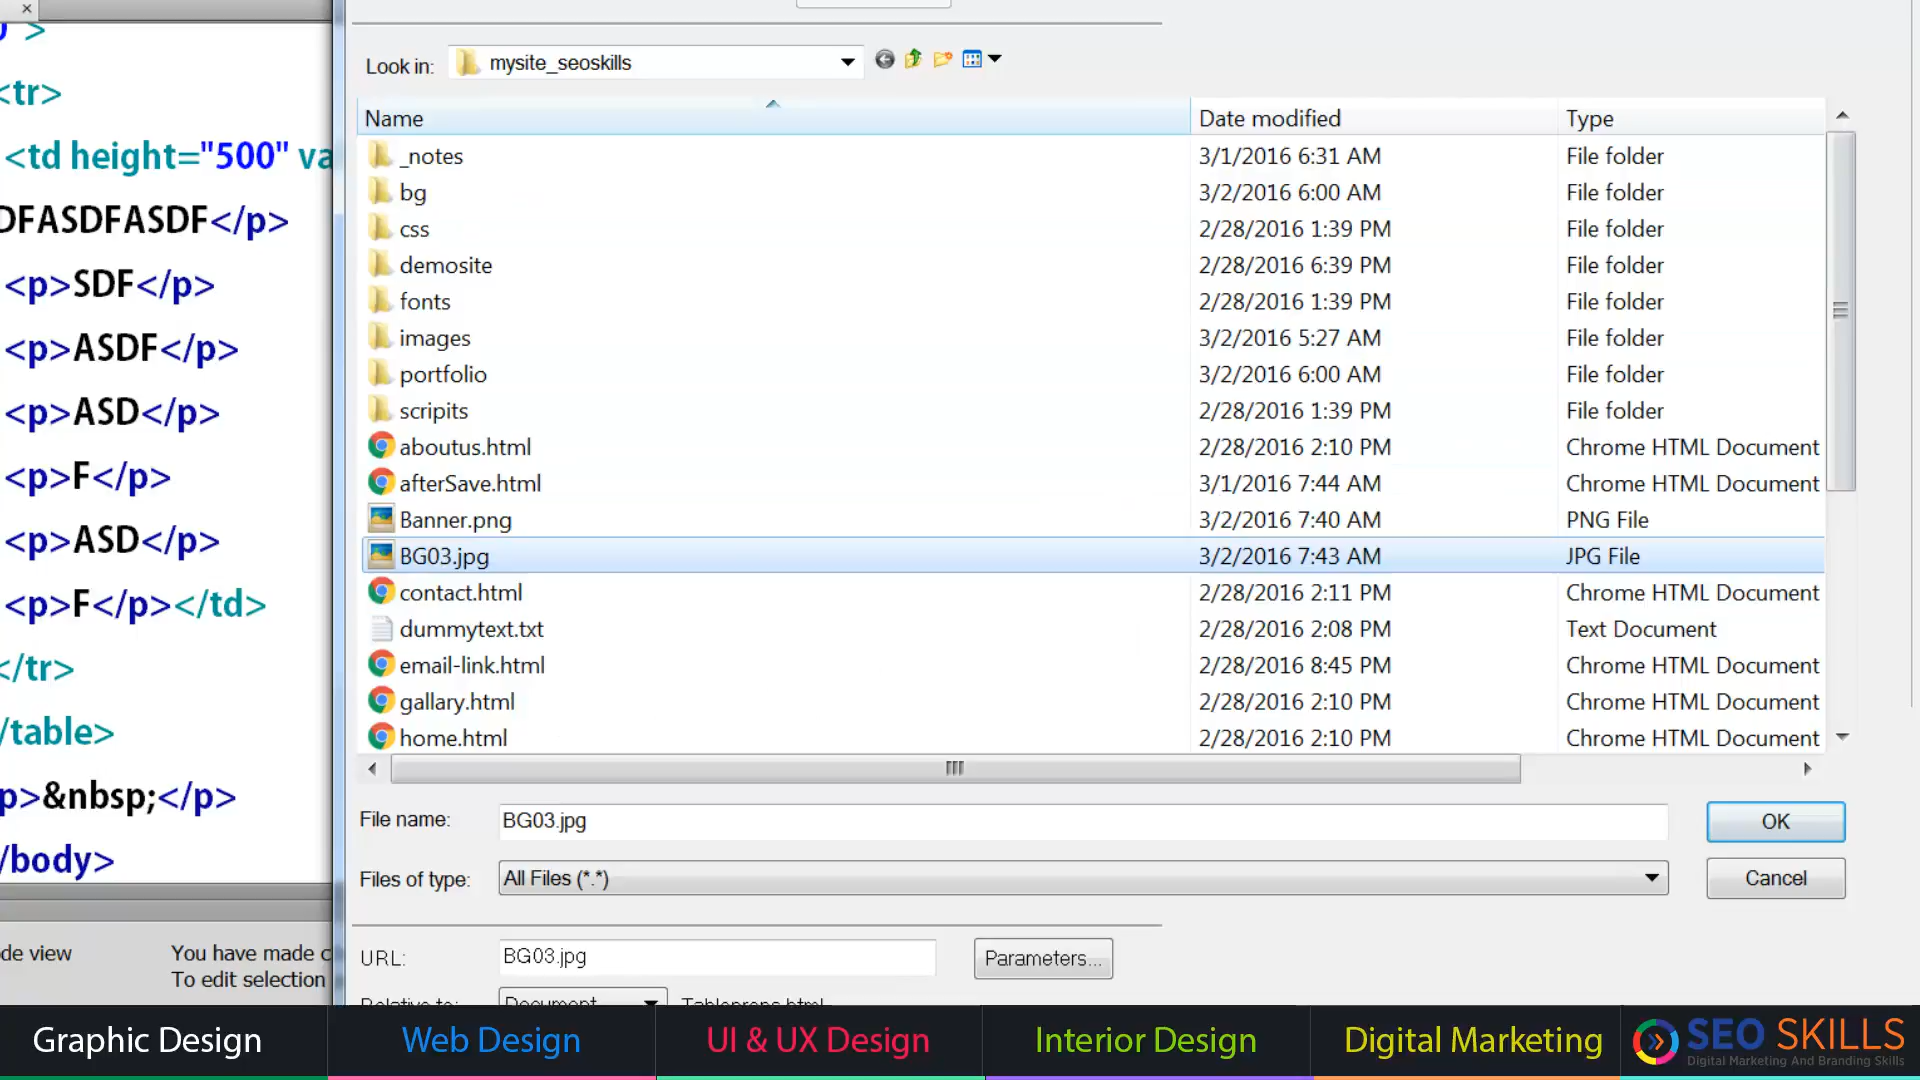 0">
<tr>
<td height="500" va
DFASDFASDF</p>
<p>SDF</p>
<p>ASDF</p>
<p>ASD</p>
<p>F</p>
<p>ASD</p>
<p>F</p></td>
</tr>
/table>
p>&nbsp;</p>
/body>
de view
You have made c
To edit selection
Look in: mysite_seoskills
Name Date modified Type
_notes 3/1/2016 6:31 AM File folder
bg 3/2/2016 6:00 AM File folder
css 2/28/2016 1:39 PM File folder
demosite 2/28/2016 6:39 PM File folder
fonts 2/28/2016 1:39 PM File folder
images 3/2/2016 5:27 AM File folder
portfolio 3/2/2016 6:00 AM File folder
scripits 2/28/2016 1:39 PM File folder
aboutus.html 2/28/2016 2:10 PM Chrome HTML Document
afterSave.html 3/1/2016 7:44 AM Chrome HTML Document
Banner.png 3/2/2016 7:40 AM PNG File
BG03.jpg 3/2/2016 7:43 AM JPG File
contact.html 2/28/2016 2:11 PM Chrome HTML Document
dummytext.txt 2/28/2016 2:08 PM Text Document
email-link.html 2/28/2016 8:45 PM Chrome HTML Document
gallary.html 2/28/2016 2:10 PM Chrome HTML Document
home.html 2/28/2016 2:10 PM Chrome HTML Document
File name: BG03.jpg OK
Files of type: All Files (*.*) Cancel
URL: BG03.jpg Parameters...
Relative to: Document Tableprops.html
Graphic Design Web Design UI & UX Design Interior Design Digital Marketing SEO SKILLS
Digital Marketing And Branding Skills